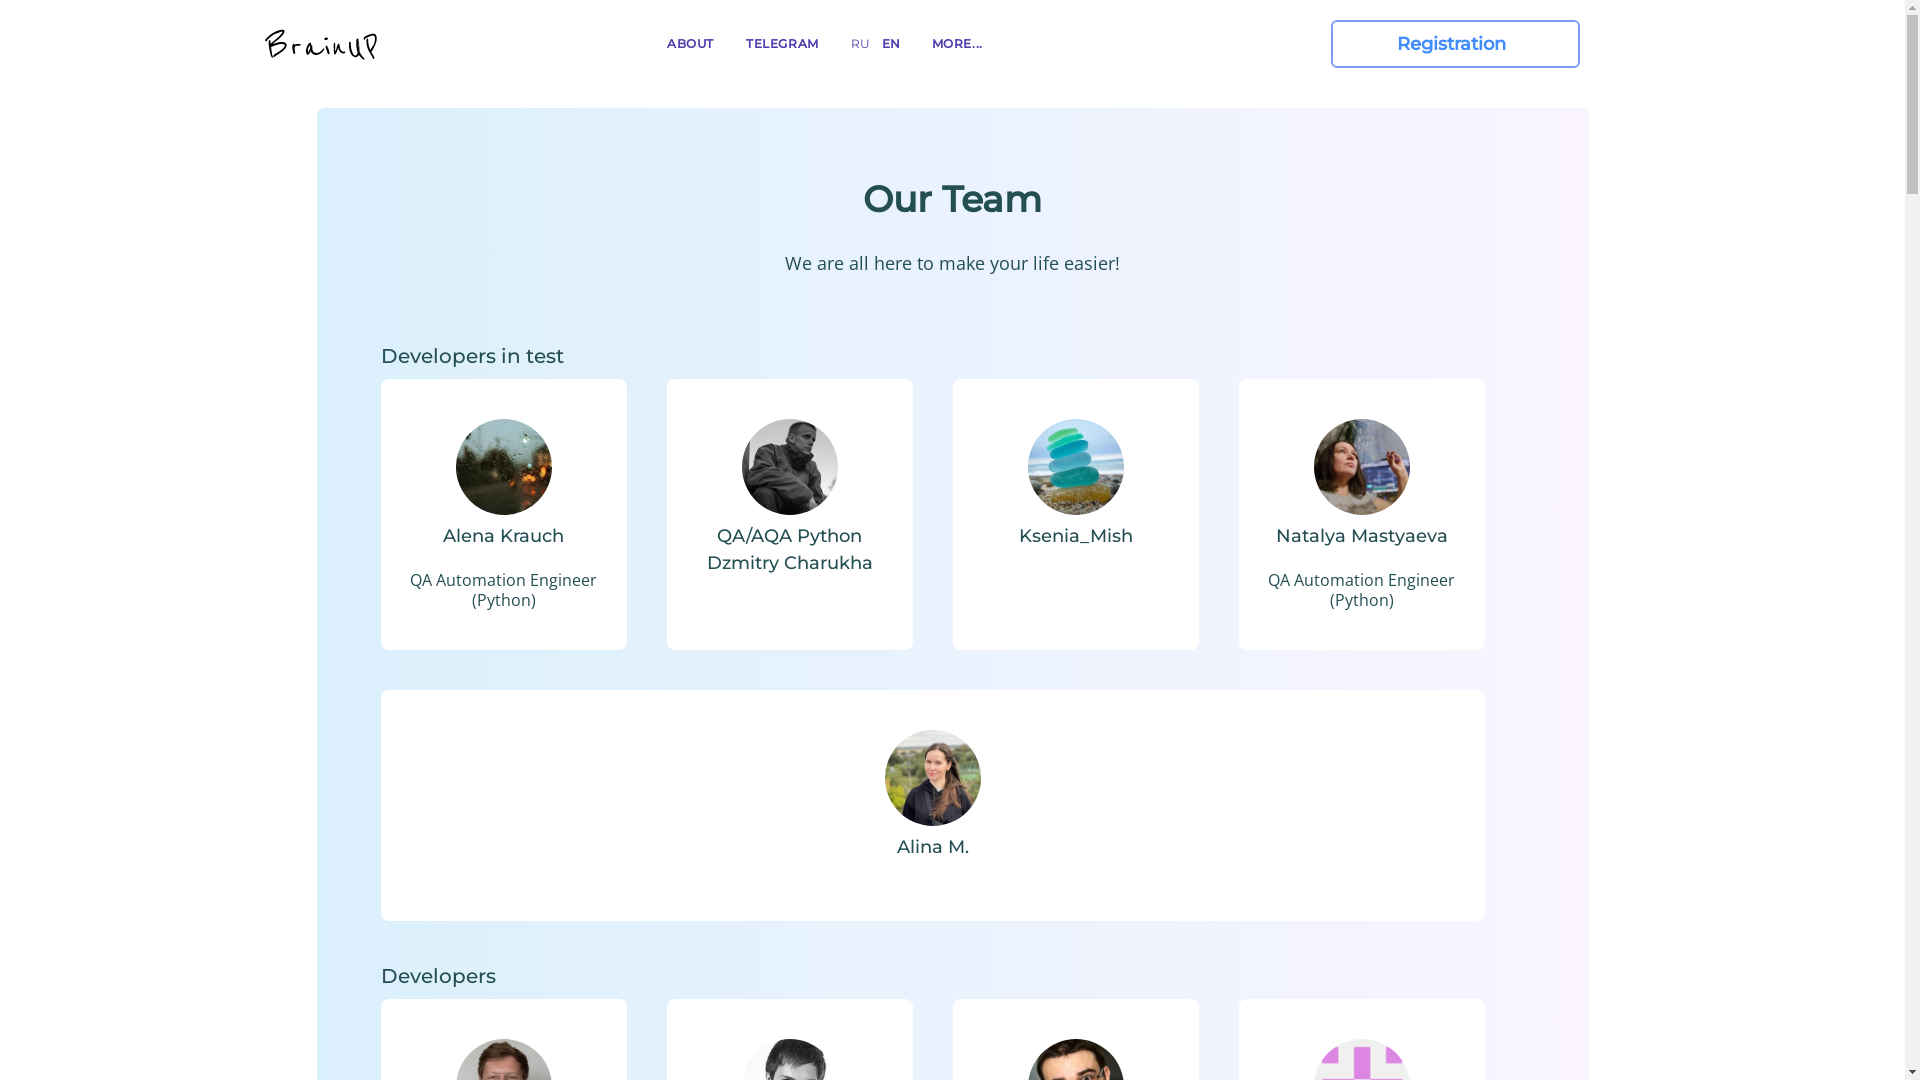 BrainUP
ABOUT
TELEGRAM
RU
EN
MORE...
Registration
Our Team
We are all here to make your life easier!
Developers in test
Alena Krauch
QA Automation Engineer
(Python)
QA/AQA Python
Dzmitry Charukha
Ksenia_Mish
Natalya Mastyaeva
QA Automation Engineer
(Python)
Alina M.
Developers